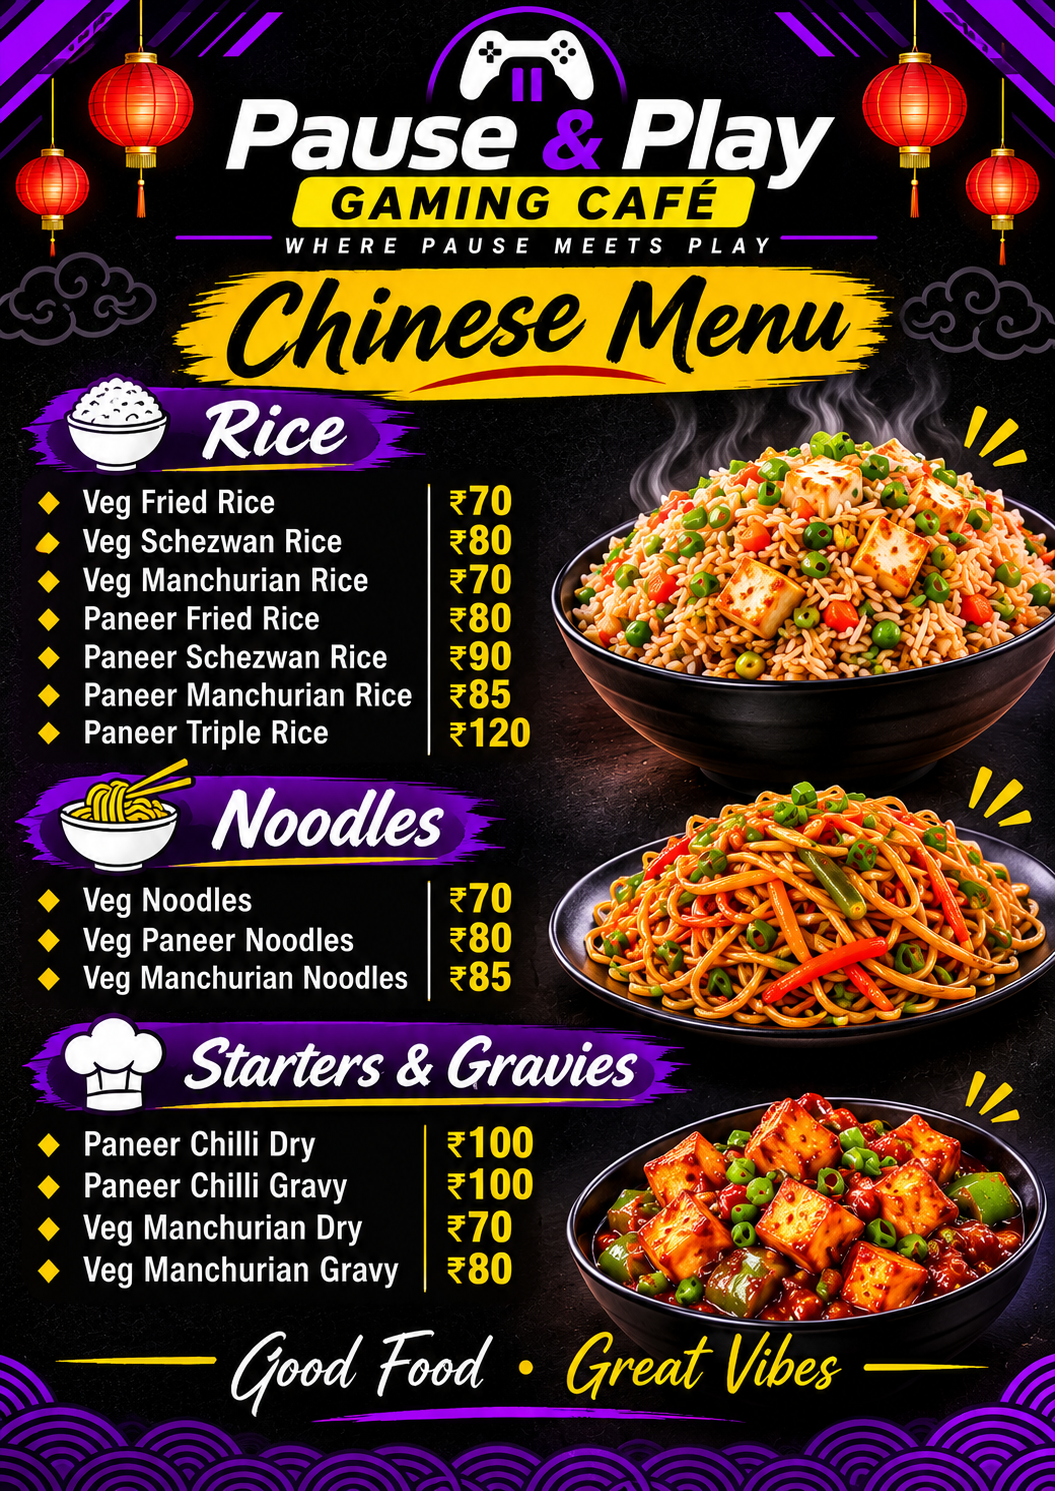 Pause & Play
GAMING CAFÉ
WHERE PAUSE MEETS PLAY
Chinese Menu
Rice
Veg Fried Rice ₹70
Veg Schezwan Rice ₹80
Veg Manchurian Rice ₹70
Paneer Fried Rice ₹80
Paneer Schezwan Rice ₹90
Paneer Manchurian Rice ₹85
Paneer Triple Rice ₹120
Noodles
Veg Noodles ₹70
Veg Paneer Noodles ₹80
Veg Manchurian Noodles ₹85
Starters & Gravies
Paneer Chilli Dry ₹100
Paneer Chilli Gravy ₹100
Veg Manchurian Dry ₹70
Veg Manchurian Gravy ₹80
Good Food • Great Vibes